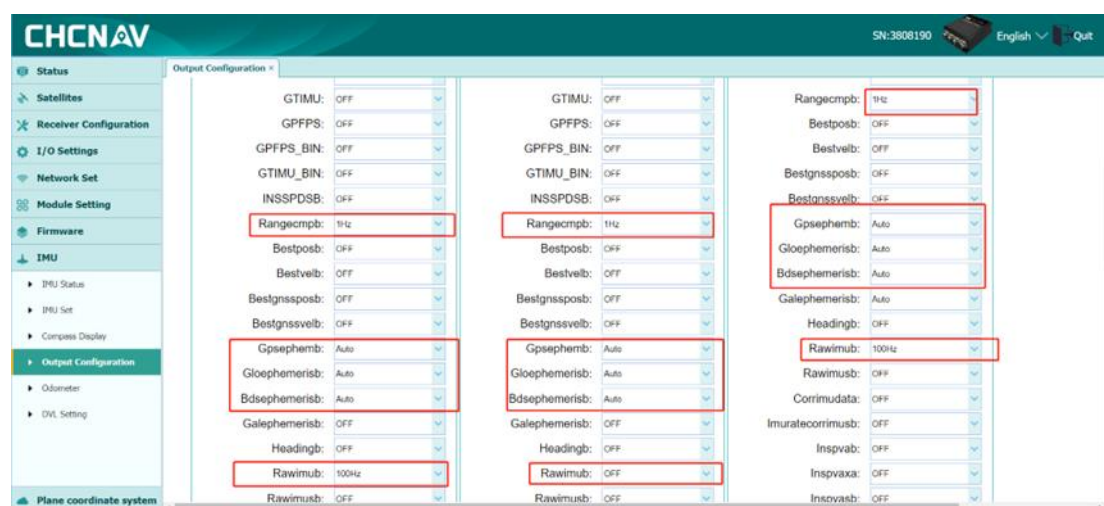 CHCNAV
SN:3808190
English
Quit
Status
Satellites
Receiver Configuration
I/O Settings
Network Set
Module Setting
Firmware
IMU
IMU Status
IMU Set
Compass Display
Output Configuration
Odometer
DVL Setting
Plane coordinate system
Output Configuration ×
GTIMU: OFF
GPFPS: OFF
GPFPS_BIN: OFF
GTIMU_BIN: OFF
INSSPDSB: OFF
Rangecmpb: 1Hz
Bestposb: OFF
Bestvelb: OFF
Bestgnssposb: OFF
Bestgnssvelb: OFF
Gpsephemb: Auto
Gloephemerisb: Auto
Bdsephemerisb: Auto
Galephemerisb: OFF
Headingb: OFF
Rawimub: 100Hz
Rawimusb: OFF
GTIMU: OFF
GPFPS: OFF
GPFPS_BIN: OFF
GTIMU_BIN: OFF
INSSPDSB: OFF
Rangecmpb: 1Hz
Bestposb: OFF
Bestvelb: OFF
Bestgnssposb: OFF
Bestgnssvelb: OFF
Gpsephemb: Auto
Gloephemerisb: Auto
Bdsephemerisb: Auto
Galephemerisb: OFF
Headingb: OFF
Rawimub: OFF
Rawimusb: OFF
Rangecmpb: 1Hz
Bestposb: OFF
Bestvelb: OFF
Bestgnssposb: OFF
Bestgnssvelb: OFF
Gpsephemb: Auto
Gloephemerisb: Auto
Bdsephemerisb: Auto
Galephemerisb: Auto
Headingb: OFF
Rawimub: 100Hz
Rawimusb: OFF
Corrimudata: OFF
Imuratecorrimusb: OFF
Inspvab: OFF
Inspvaxa: OFF
Inspvasb: OFF